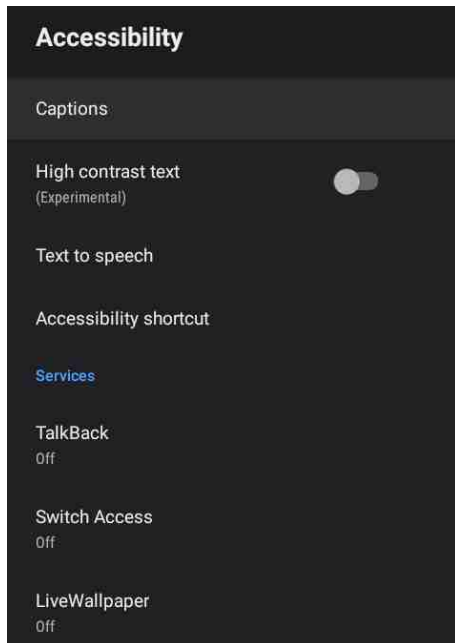 Accessibility
Captions
High contrast text
(Experimental)
Text to speech
Accessibility shortcut
Services
TalkBack
Off
Switch Access
Off
LiveWallpaper
Off